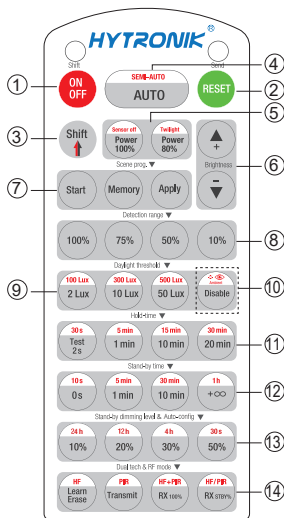 HYTRONIK®
Shift
Send
① ON OFF
④ SEMI-AUTO
AUTO
RESET ②
⑤
③ Shift
Sensor off
Power
100%
Twilight
Power
80%
+
Brightness ⑥
−
Scene prog. ▼
⑦ Start Memory Apply
Detection range ▼
100% 75% 50% 10% ⑧
Daylight threshold ▼
100 Lux 300 Lux 500 Lux Ambient
⑨ 2 Lux 10 Lux 50 Lux Disable ⑩
Hold-time ▼
30 s 5 min 15 min 30 min
Test 2s 1 min 10 min 20 min ⑪
Stand-by time ▼
10 s 5 min 30 min 1 h
0 s 1 min 10 min +∞ ⑫
Stand-by dimming level & Auto-config ▼
24 h 12 h 4 h 30 s
10% 20% 30% 50% ⑬
Dual tech & RF mode ▼
HF PIR HF+PIR HF/PIR
Learn Erase Transmit RX 100% RX STBY% ⑭